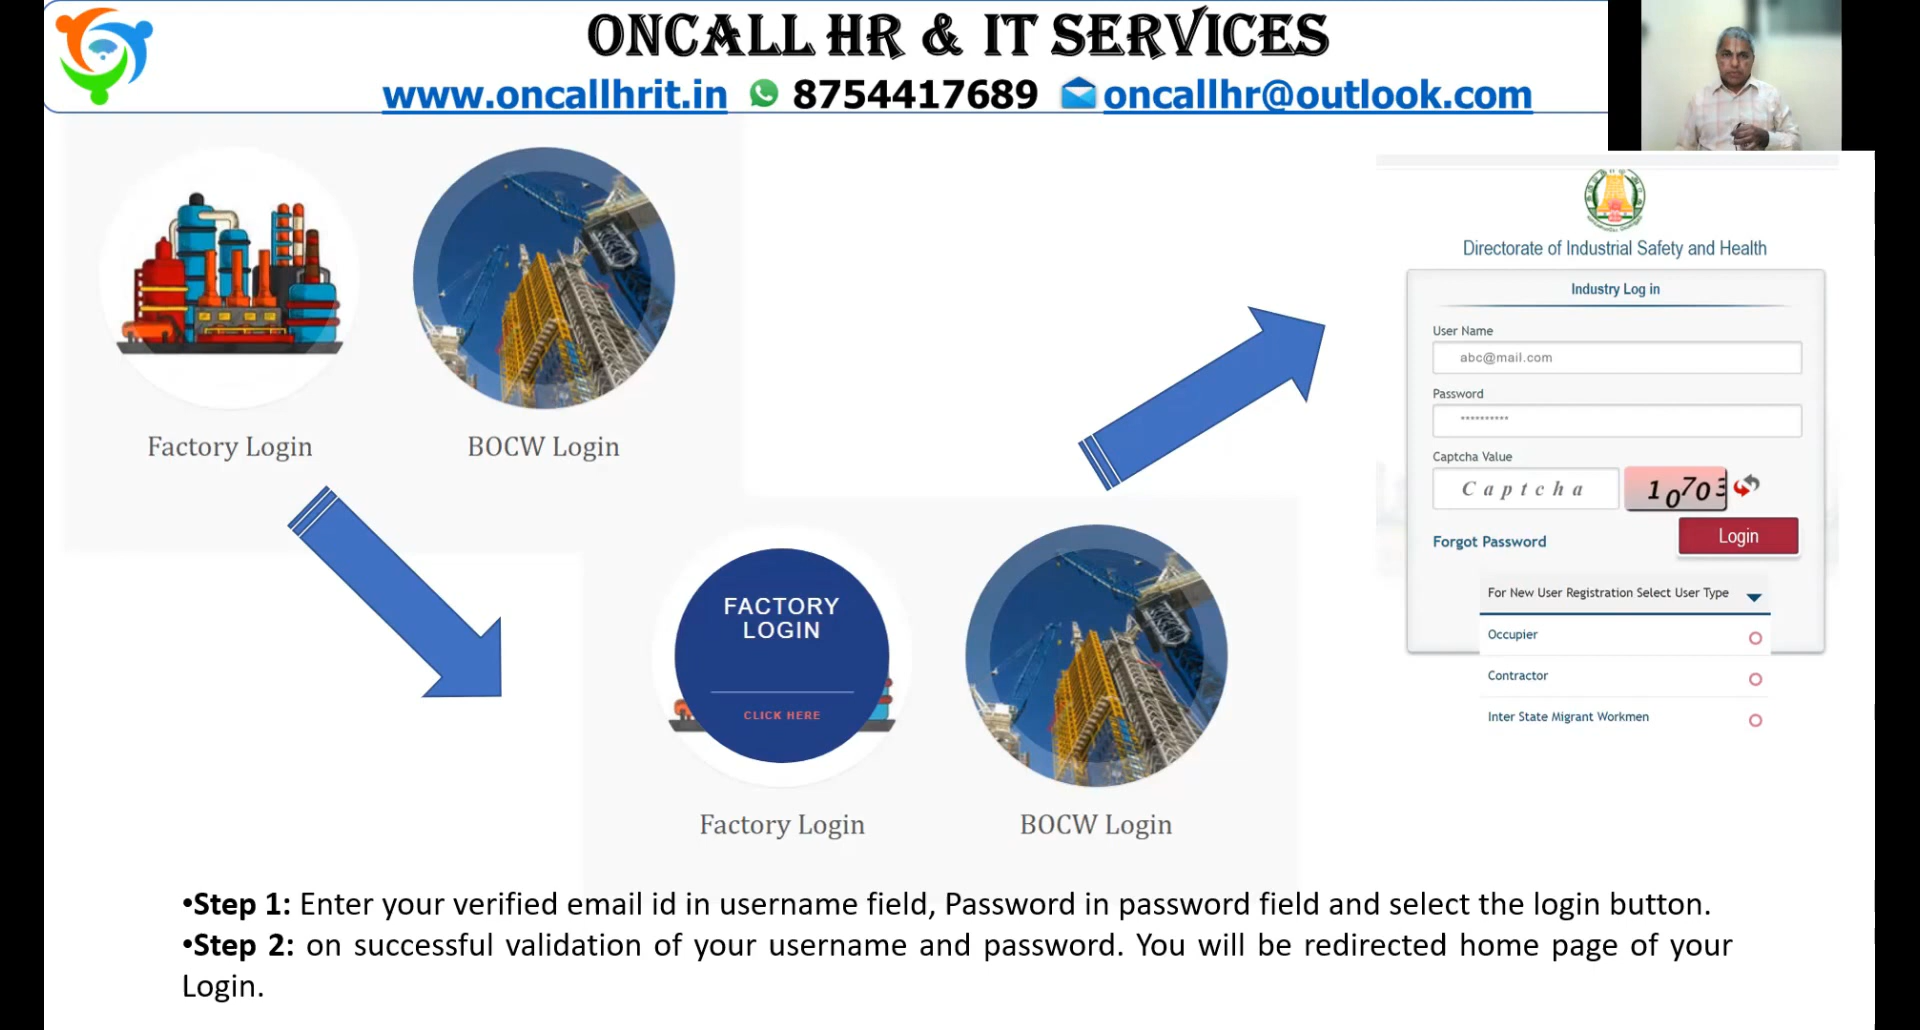 ONCALL HR & IT SERVICES
www.oncallhrit.in 8754417689 oncallhr@outlook.com
Factory Login
BOCW Login
FACTORY
LOGIN
CLICK HERE
Factory Login
BOCW Login
Directorate of Industrial Safety and Health
Industry Log in
User Name
abc@mail.com
Password
**********
Captcha Value
Captcha
10703
Forgot Password
Login
For New User Registration Select User Type
Occupier
Contractor
Inter State Migrant Workmen
•Step 1: Enter your verified email id in username field, Password in password field and select the login button.
•Step 2: on successful validation of your username and password. You will be redirected home page of your
Login.